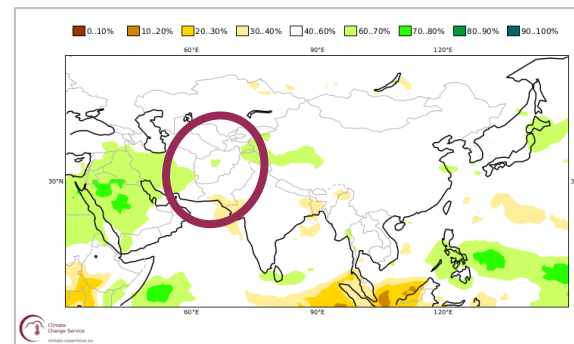 0..10% 10..20% 20..30% 30..40% 40..60% 60..70% 70..80% 80..90% 90..100%
60°E 90°E 120°E
30°N 3
60°E 90°E 120°E
Climate
Change Service
climate.copernicus.eu